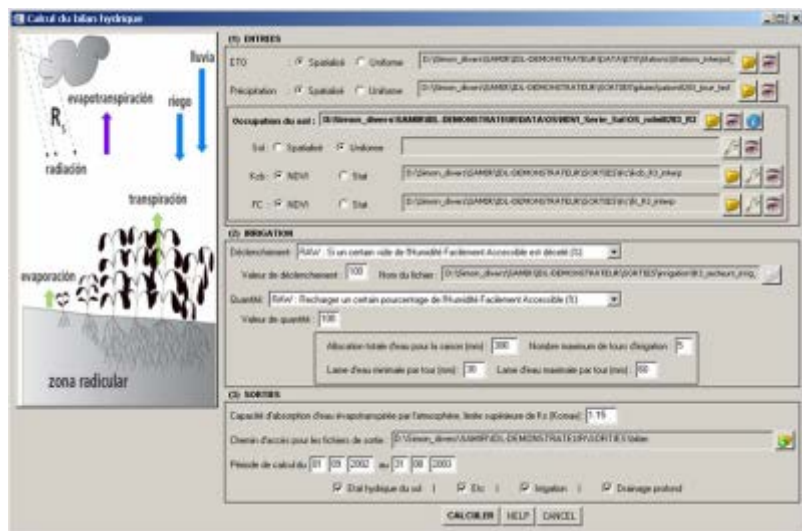 Calcul du bilan hydrique
lluvia
evapotranspiración
riego
Rs
radiación
transpiración
evaporación
zona radicular
(1) ENTREES
ET0 : Spatialisé Uniforme
Précipitation : Spatialisé Uniforme
Occupation du sol :
Sol : Spatialisé Uniforme
Kcb : NDVI Stat
FC : NDVI Stat
(2) IRRIGATION
Déclenchement : RAW : Si un certain vide de l'Humidité Facilement Accessible est décelé (%)
Valeur de déclenchement : 100 Nom du fichier :
Quantité : RAW : Recharger un certain pourcentage de l'Humidité Facilement Accessible (%)
Valeur de quantité : 100
Allocation totale d'eau pour la saison (mm) : 300 Nombre maximum de tours d'irrigation : 5
Lame d'eau minimale par tour (mm) : 30 Lame d'eau maximale par tour (mm) : 60
(3) SORTIES
Capacité d'absorption d'eau évapotranspirée par l'atmosphère, limite supérieure de Kc (Kcmax) : 1.15
Chemin d'accès pour les fichiers de sortie : D:\Simon_divers\SAMIR\IDL-DEMONSTRATEUR\SORTIES\bilan
Période de calcul du 01 09 2002 au 31 08 2003
Etat hydrique du sol | Etc | Irrigation | Drainage profond
CALCULER HELP CANCEL